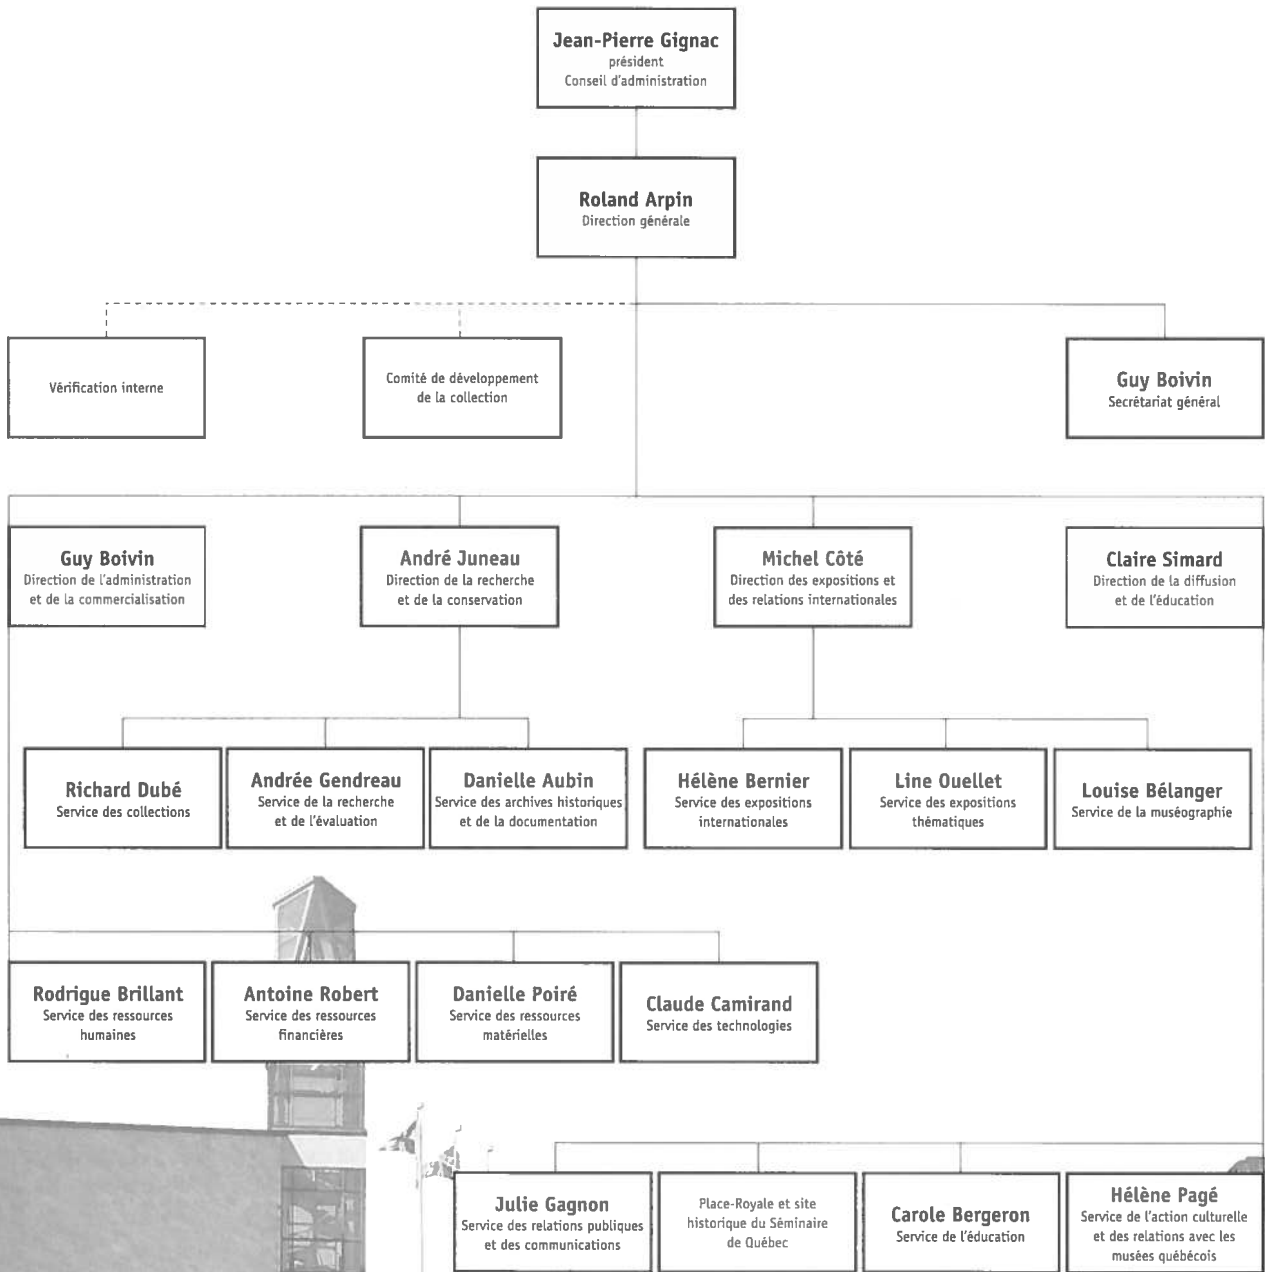 Jean-Pierre Gignac
président
Conseil d'administration
Roland Arpin
Direction générale
Vérification interne
Comité de développement
de la collection
Guy Boivin
Secrétariat général
Guy Boivin
Direction de l'administration
et de la commercialisation
André Juneau
Direction de la recherche
et de la conservation
Michel Côté
Direction des expositions et
des relations internationales
Claire Simard
Direction de la diffusion
et de l'éducation
Richard Dubé
Service des collections
Andrée Gendreau
Service de la recherche
et de l'évaluation
Danielle Aubin
Service des archives historiques
et de la documentation
Hélène Bernier
Service des expositions
internationales
Line Ouellet
Service des expositions
thématiques
Louise Bélanger
Service de la muséographie
Rodrigue Brillant
Service des ressources
humaines
Antoine Robert
Service des ressources
financières
Danielle Poiré
Service des ressources
matérielles
Claude Camirand
Service des technologies
Julie Gagnon
Service des relations publiques
et des communications
Place-Royale et site
historique du Séminaire
de Québec
Carole Bergeron
Service de l'éducation
Hélène Pagé
Service de l'action culturelle
et des relations avec les
musées québécois